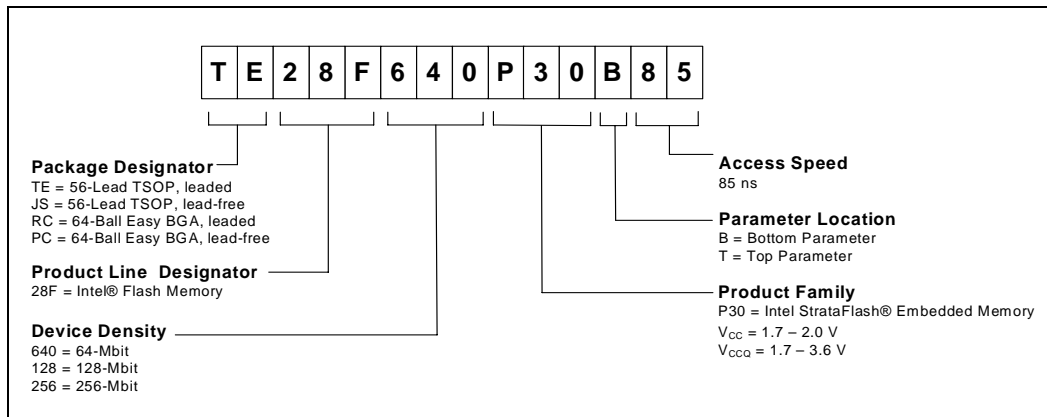 T E 2 8 F 6 4 0 P 3 0 B 8 5
Package Designator
TE = 56-Lead TSOP, leaded
JS = 56-Lead TSOP, lead-free
RC = 64-Ball Easy BGA, leaded
PC = 64-Ball Easy BGA, lead-free
Product Line Designator
28F = Intel® Flash Memory
Device Density
640 = 64-Mbit
128 = 128-Mbit
256 = 256-Mbit
Access Speed
85 ns
Parameter Location
B = Bottom Parameter
T = Top Parameter
Product Family
P30 = Intel StrataFlash® Embedded Memory
VCC = 1.7 – 2.0 V
VCCQ = 1.7 – 3.6 V